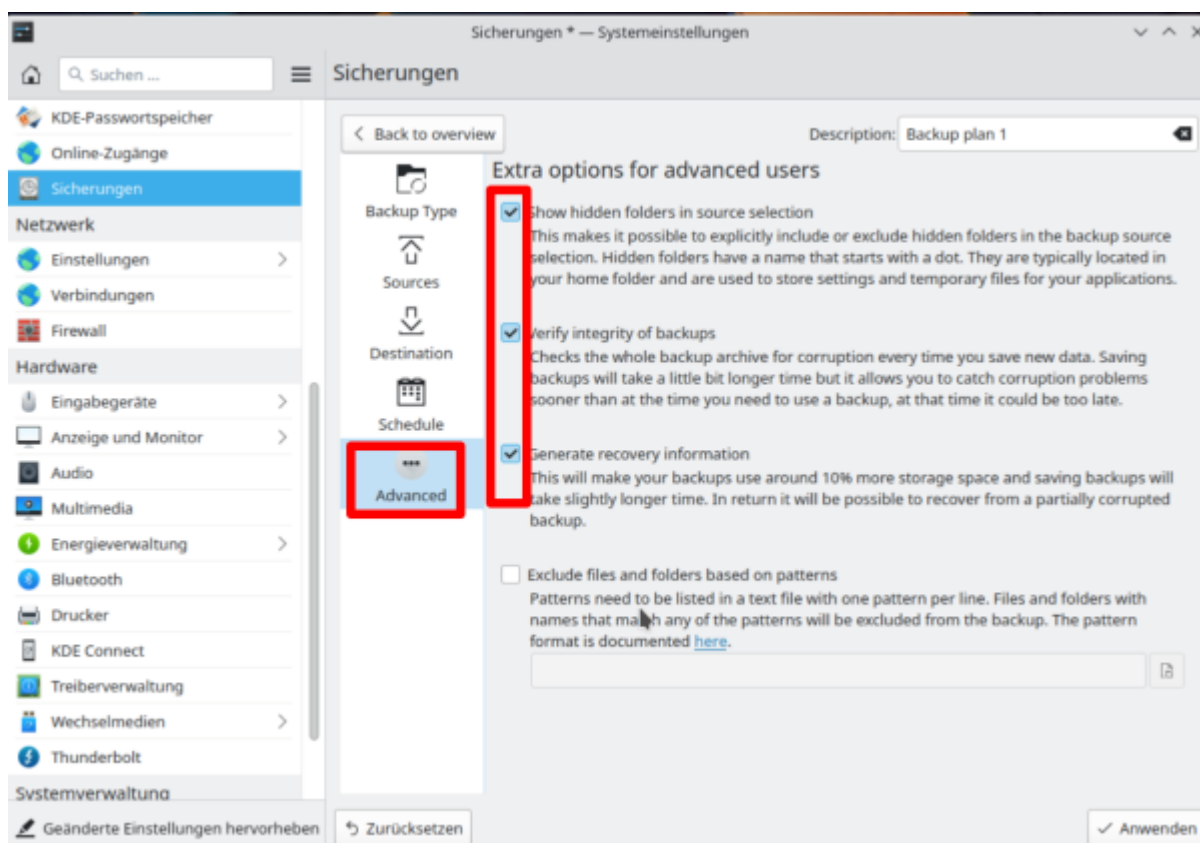 Sicherungen * — Systemeinstellungen
Suchen ...
Sicherungen
KDE-Passwortspeicher
Online-Zugänge
Sicherungen
Netzwerk
Einstellungen
Verbindungen
Firewall
Hardware
Eingabegeräte
Anzeige und Monitor
Audio
Multimedia
Energieverwaltung
Bluetooth
Drucker
KDE Connect
Treiberverwaltung
Wechselmedien
Thunderbolt
Systemverwaltung
Geänderte Einstellungen hervorheben
Back to overview
Description: Backup plan 1
Backup Type
Sources
Destination
Schedule
Advanced
Extra options for advanced users
Show hidden folders in source selection
This makes it possible to explicitly include or exclude hidden folders in the backup source
selection. Hidden folders have a name that starts with a dot. They are typically located in
your home folder and are used to store settings and temporary files for your applications.
Verify integrity of backups
Checks the whole backup archive for corruption every time you save new data. Saving
backups will take a little bit longer time but it allows you to catch corruption problems
sooner than at the time you need to use a backup, at that time it could be too late.
Generate recovery information
This will make your backups use around 10% more storage space and saving backups will
take slightly longer time. In return it will be possible to recover from a partially corrupted
backup.
Exclude files and folders based on patterns
Patterns need to be listed in a text file with one pattern per line. Files and folders with
names that match any of the patterns will be excluded from the backup. The pattern
format is documented here.
Zurücksetzen
Anwenden